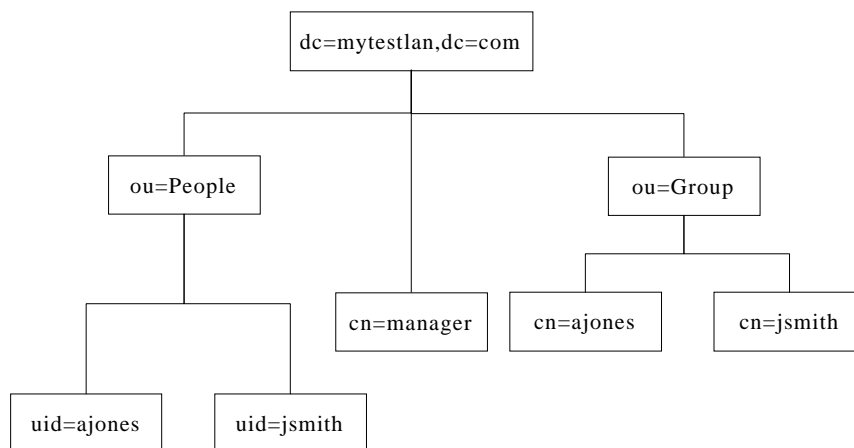 dc=mytestlan,dc=com
ou=People
ou=Group
cn=manager
cn=ajones
cn=jsmith
uid=ajones
uid=jsmith